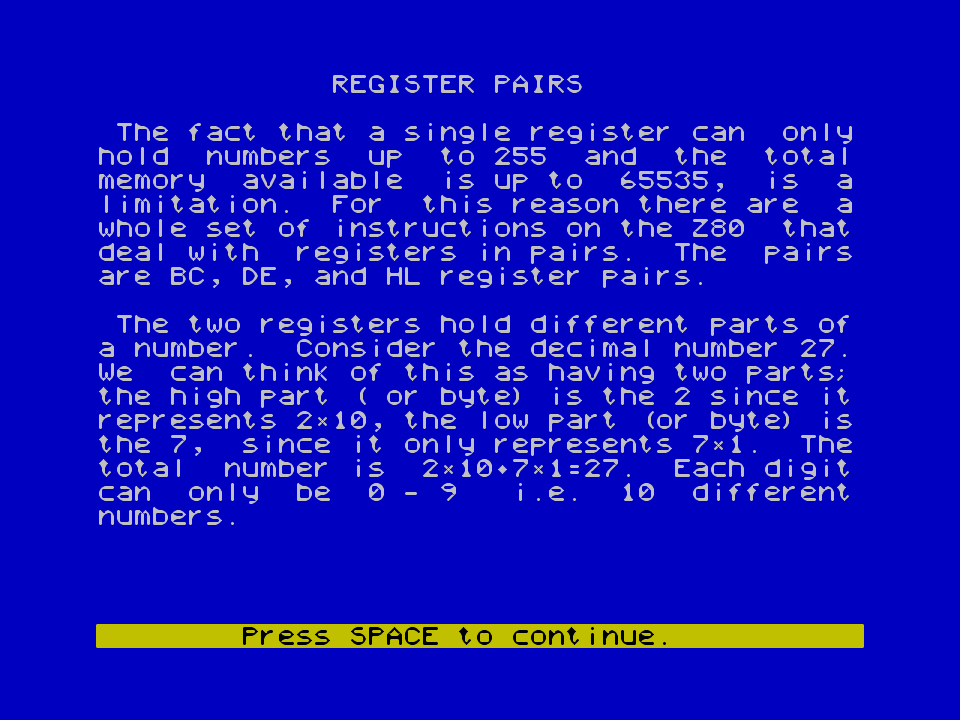 REGISTER PAIRS
The fact that a single register can only
hold numbers up to 255 and the total
memory available is up to 65535, is a
limitation. For this reason there are a
whole set of instructions on the Z80 that
deal with registers in pairs. The pairs
are BC, DE, and HL register pairs.
The two registers hold different parts of
a number. Consider the decimal number 27.
We can think of this as having two parts;
the high part ( or byte) is the 2 since it
represents 2×10, the low part (or byte) is
the 7, since it only represents 7×1. The
total number is 2×10+7×1=27. Each digit
can only be 0 - 9 i.e. 10 different
numbers.
Press SPACE to continue.